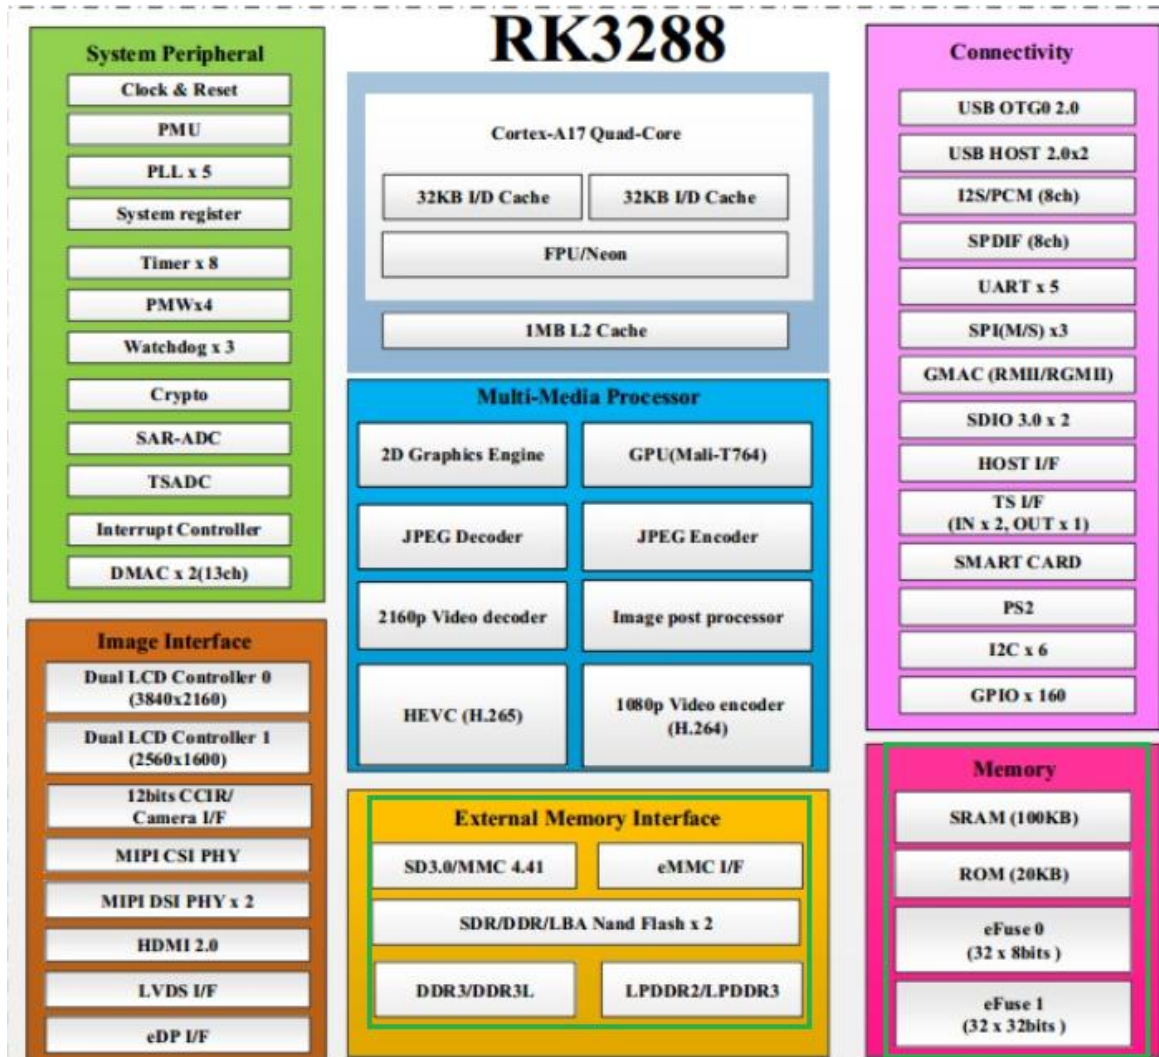 RK3288
System Peripheral
Clock & Reset
PMU
PLL x 5
System register
Timer x 8
PMWx4
Watchdog x 3
Crypto
SAR-ADC
TSADC
Interrupt Controller
DMAC x 2(13ch)
Image Interface
Dual LCD Controller 0
(3840x2160)
Dual LCD Controller 1
(2560x1600)
12bits CCIR/
Camera I/F
MIPI CSI PHY
MIPI DSI PHY x 2
HDMI 2.0
LVDS I/F
eDP I/F
Cortex-A17 Quad-Core
32KB I/D Cache
32KB I/D Cache
FPU/Neon
1MB L2 Cache
Multi-Media Processor
2D Graphics Engine
GPU(Mali-T764)
JPEG Decoder
JPEG Encoder
2160p Video decoder
Image post processor
HEVC (H.265)
1080p Video encoder
(H.264)
External Memory Interface
SD3.0/MMC 4.41
eMMC I/F
SDR/DDR/LBA Nand Flash x 2
DDR3/DDR3L
LPDDR2/LPDDR3
Connectivity
USB OTG0 2.0
USB HOST 2.0x2
I2S/PCM (8ch)
SPDIF (8ch)
UART x 5
SPI(M/S) x3
GMAC (RMII/RGMII)
SDIO 3.0 x 2
HOST I/F
TS I/F
(IN x 2, OUT x 1)
SMART CARD
PS2
I2C x 6
GPIO x 160
Memory
SRAM (100KB)
ROM (20KB)
eFuse 0
(32 x 8bits )
eFuse 1
(32 x 32bits )